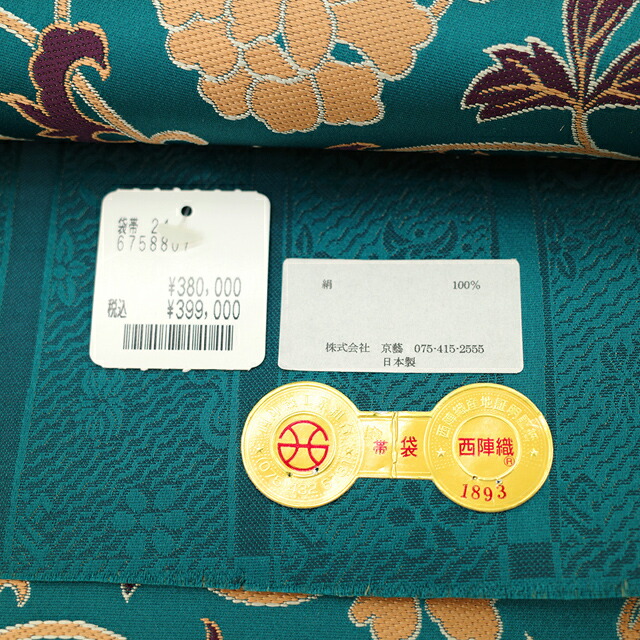 袋帯
¥380,000
税込 ¥399,000
絹 100%
株式会社 京藝 075-415-2555
日本製
帯袋
西陣織
®
1893